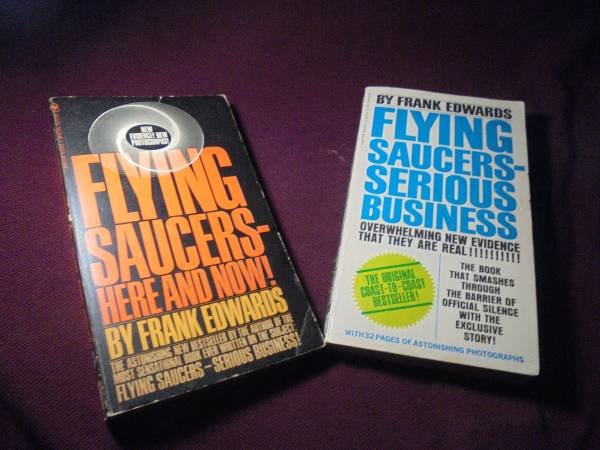 NEW
EVIDENCE! NEW
PHOTOGRAPHS!
FLYING
SAUCERS-
HERE AND NOW!
BY FRANK EDWARDS
THE ASTONISHING NEW BESTSELLER BY THE AUTHOR OF THE
MOST SENSATIONAL BOOK EVER WRITTEN ON THE SUBJECT
FLYING SAUCERS - SERIOUS BUSINESS!
BY FRANK EDWARDS
FLYING
SAUCERS-
SERIOUS
BUSINESS
OVERWHELMING NEW EVIDENCE
THAT THEY ARE REAL!!!!!!!!!!
THE ORIGINAL
COAST-TO-COAST
BESTSELLER!
THE BOOK
THAT SMASHES
THROUGH
THE BARRIER OF
OFFICIAL SILENCE
WITH THE
EXCLUSIVE
STORY!
WITH 32 PAGES OF ASTONISHING PHOTOGRAPHS